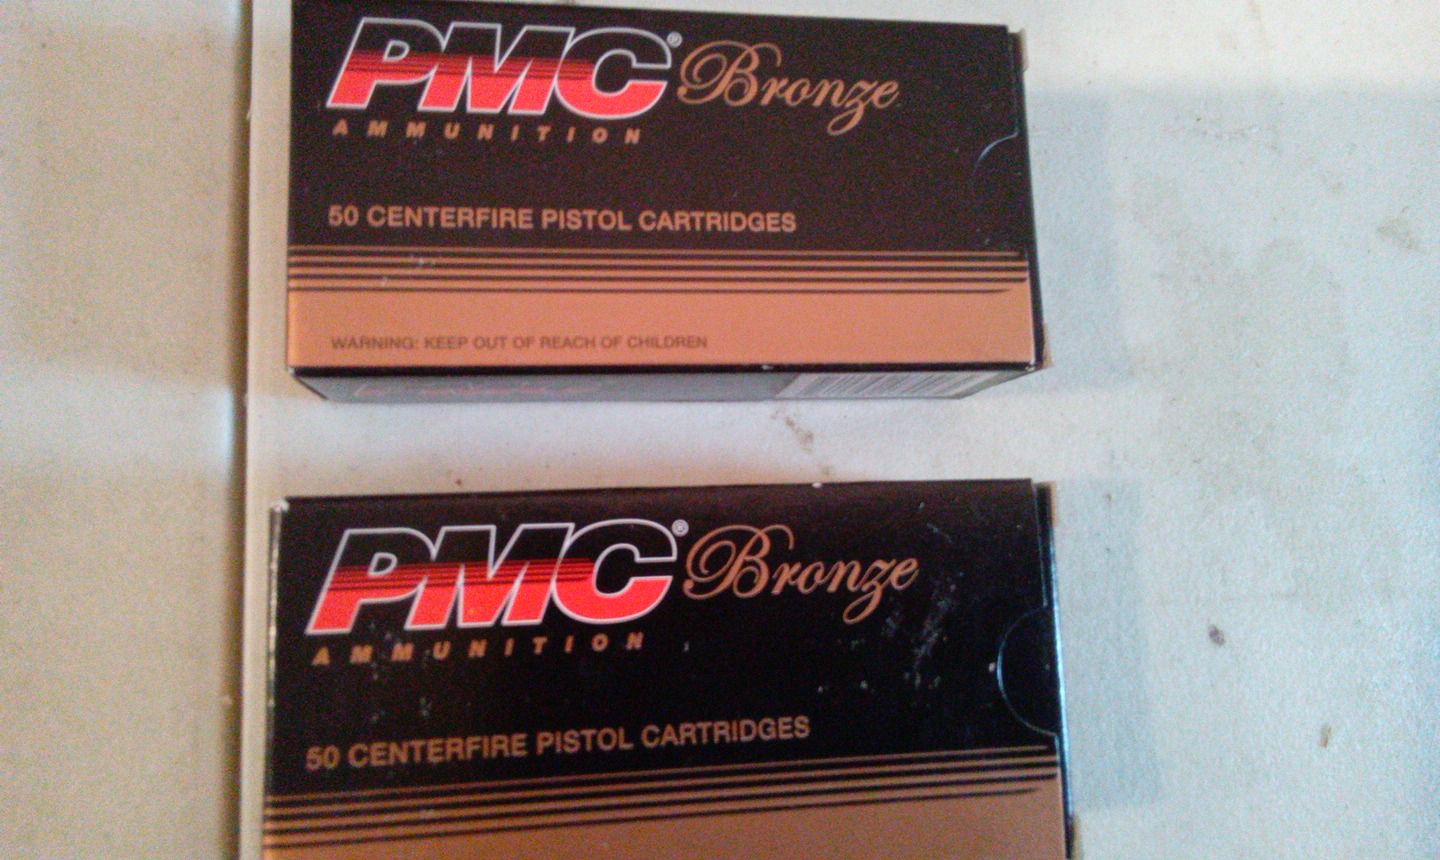 PMC® Bronze
AMMUNITION
50 CENTERFIRE PISTOL CARTRIDGES
WARNING: KEEP OUT OF REACH OF CHILDREN
PMC® Bronze
AMMUNITION
50 CENTERFIRE PISTOL CARTRIDGES